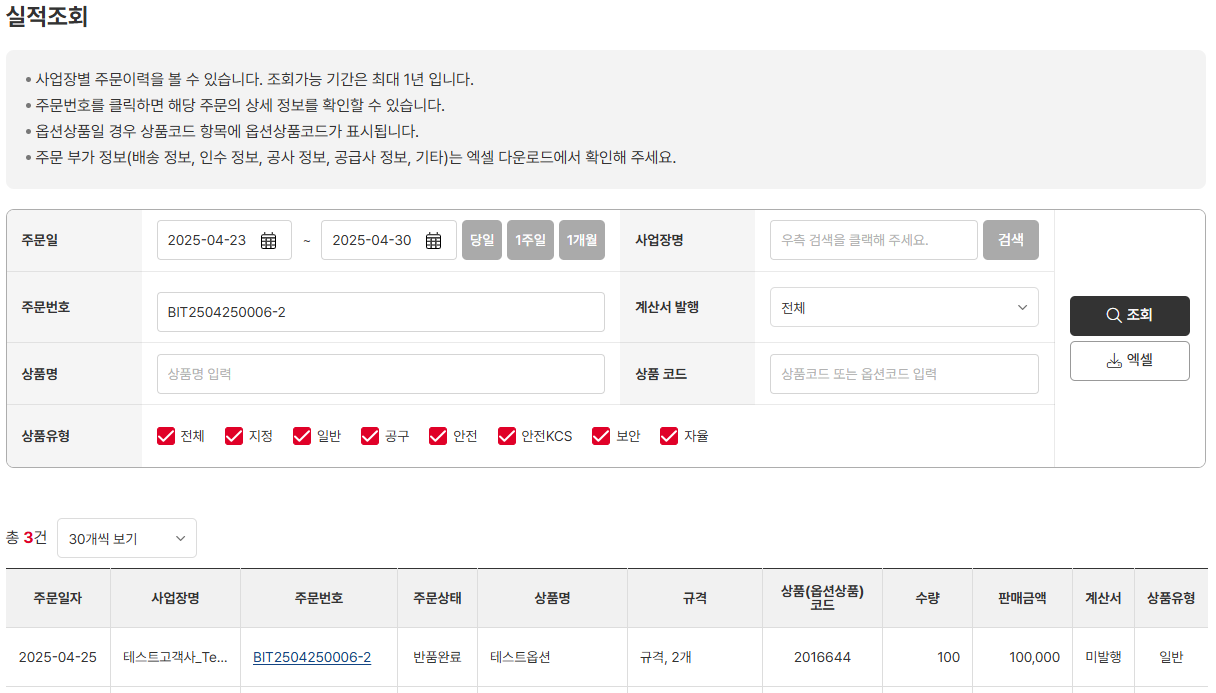 실적조회
• 사업장별 주문이력을 볼 수 있습니다. 조회가능 기간은 최대 1년 입니다.
• 주문번호를 클릭하면 해당 주문의 상세 정보를 확인할 수 있습니다.
• 옵션상품일 경우 상품코드 항목에 옵션상품코드가 표시됩니다.
• 주문 부가 정보(배송 정보, 인수 정보, 공사 정보, 공급사 정보, 기타)는 엑셀 다운로드에서 확인해 주세요.
주문일 2025-04-23 ~ 2025-04-30 당일 1주일 1개월 사업장명 우측 검색을 클랙해 주세요. 검색
주문번호 BIT2504250006-2 계산서 발행 전체
조회
상품명 상품명 입력 상품 코드 상품코드 또는 옵션코드 입력
엑셀
상품유형 전체 지정 일반 공구 안전 안전KCS 보안 자율
총 3건 30개씩 보기
주문일자 사업장명 주문번호 주문상태 상품명 규격 상품(옵션상품) 코드 수량 판매금액 계산서 상품유형
2025-04-25 테스트고객사_Te... BIT2504250006-2 반품완료 테스트옵션 규격, 2개 2016644 100 100,000 미발행 일반